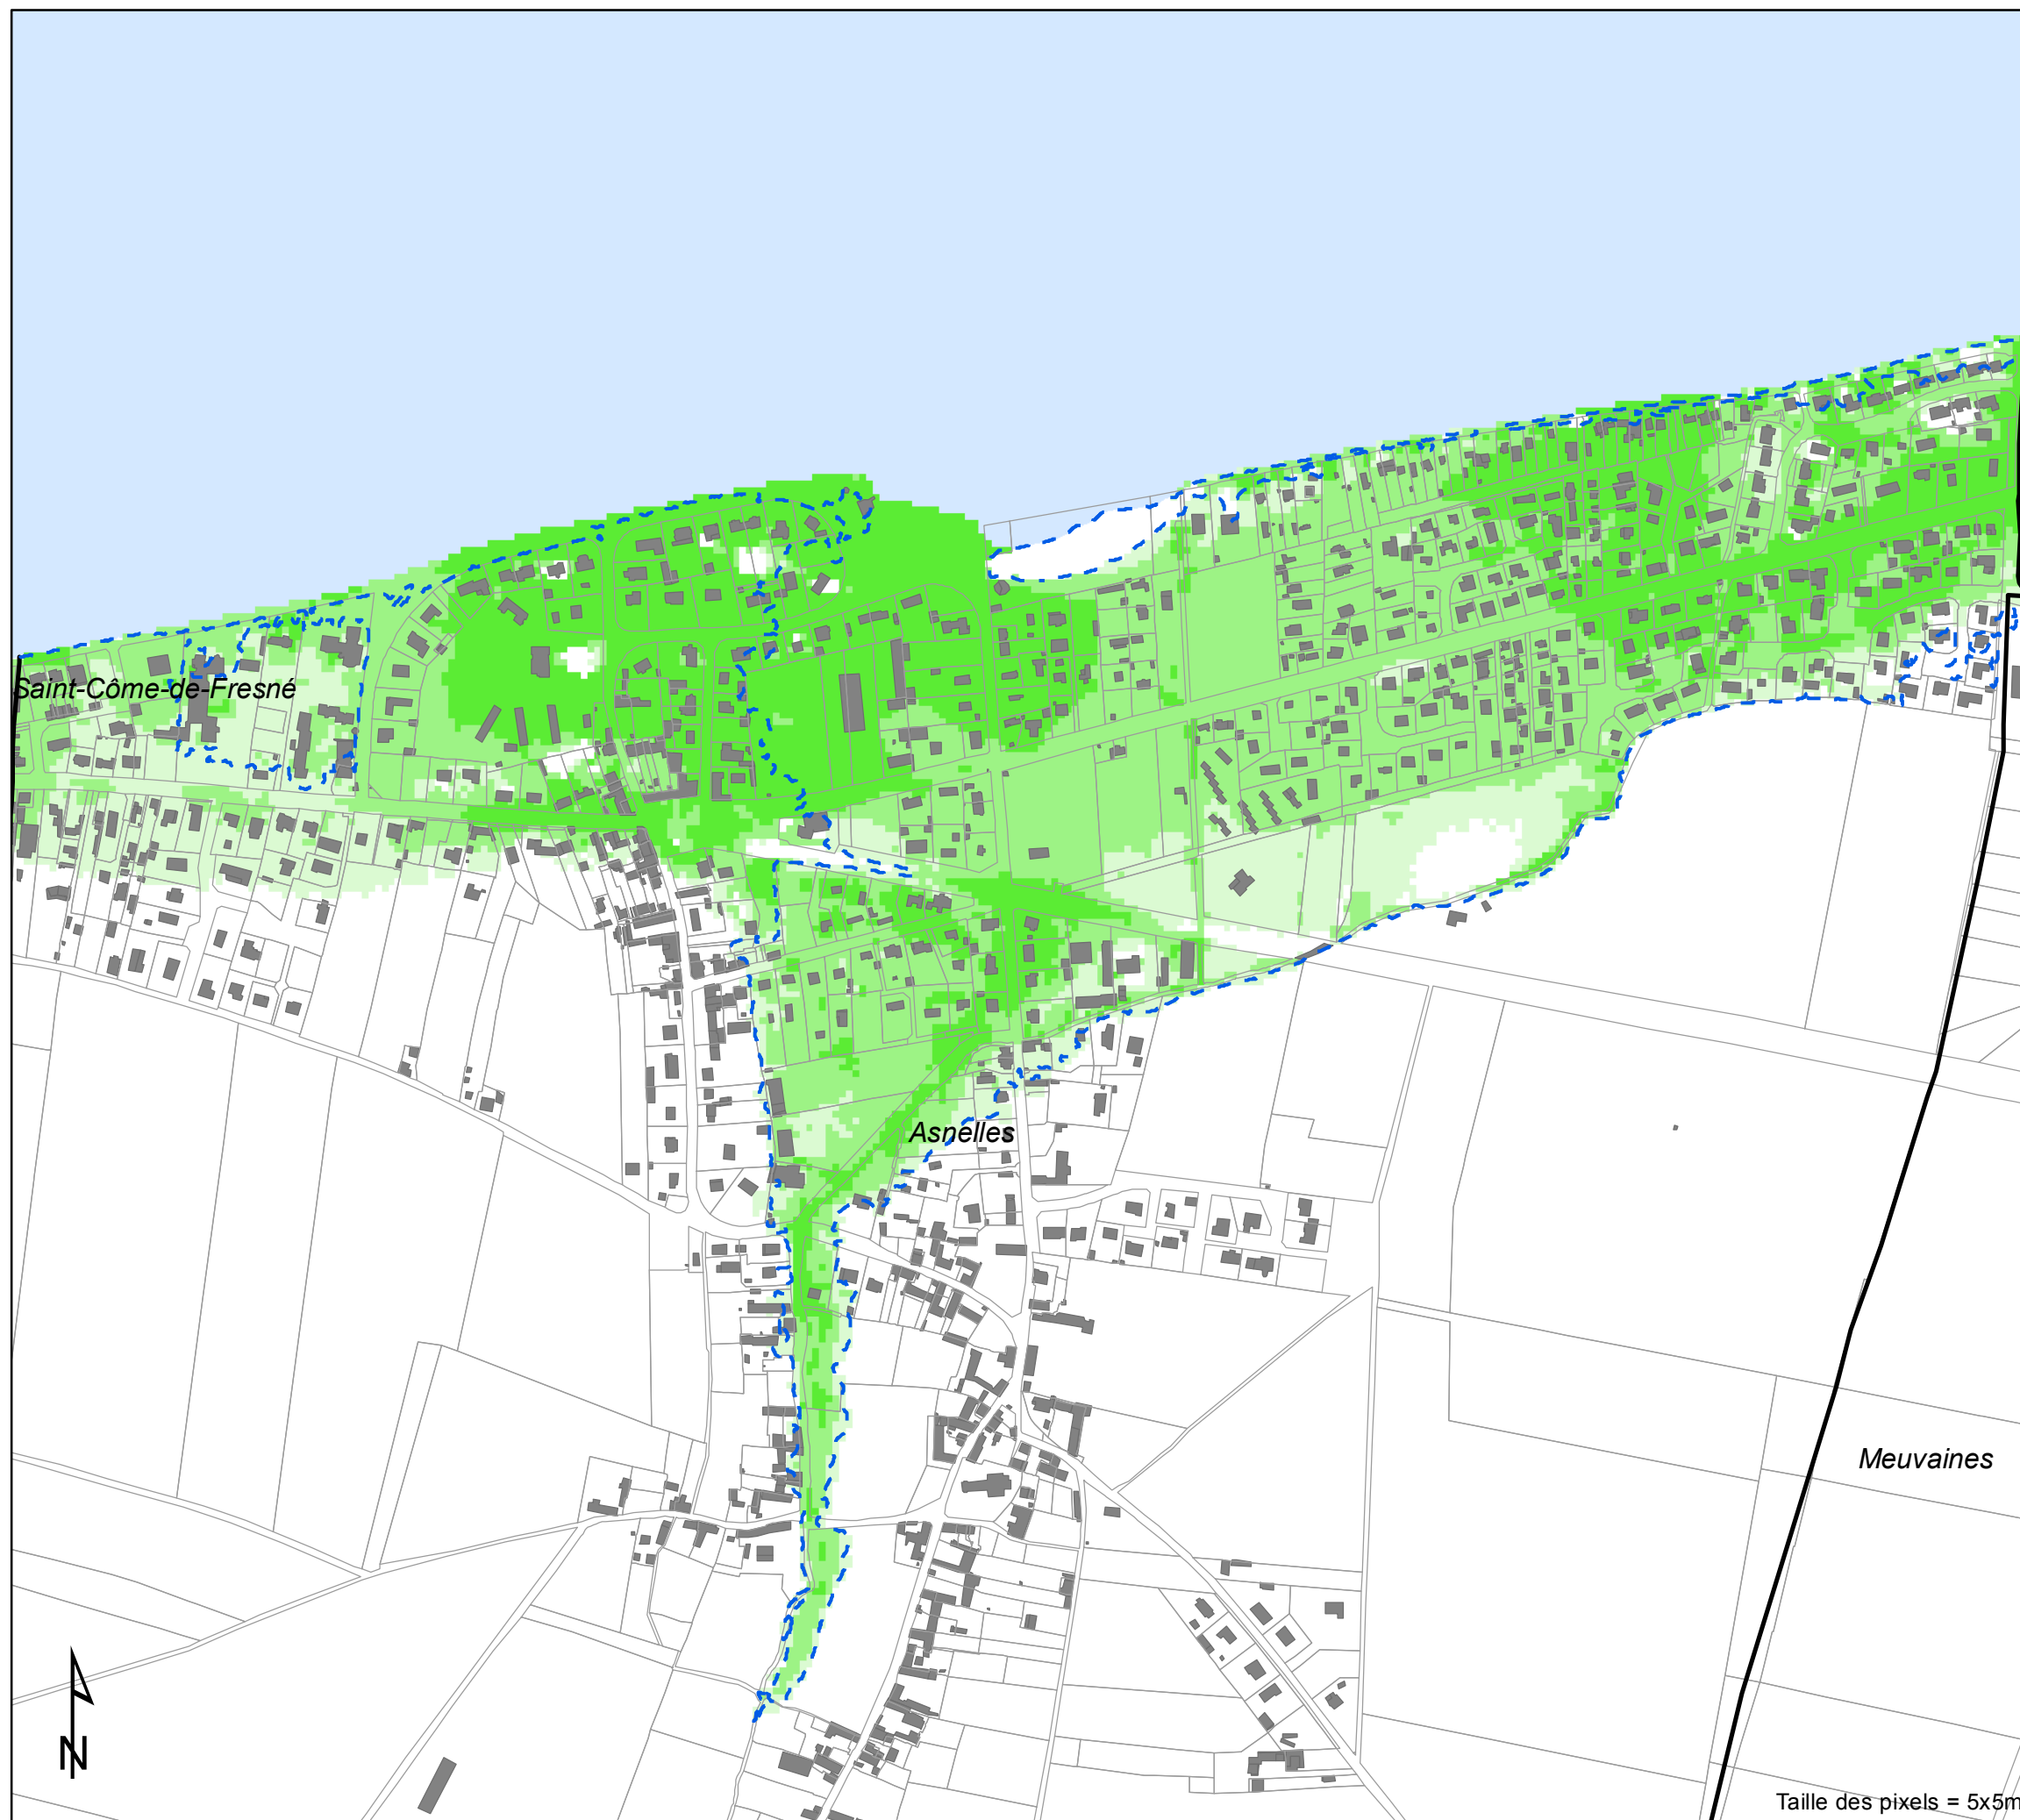 Saint-Côme-de-Fresné
Asnelles
Meuvaines
N
Taille des pixels = 5x5m